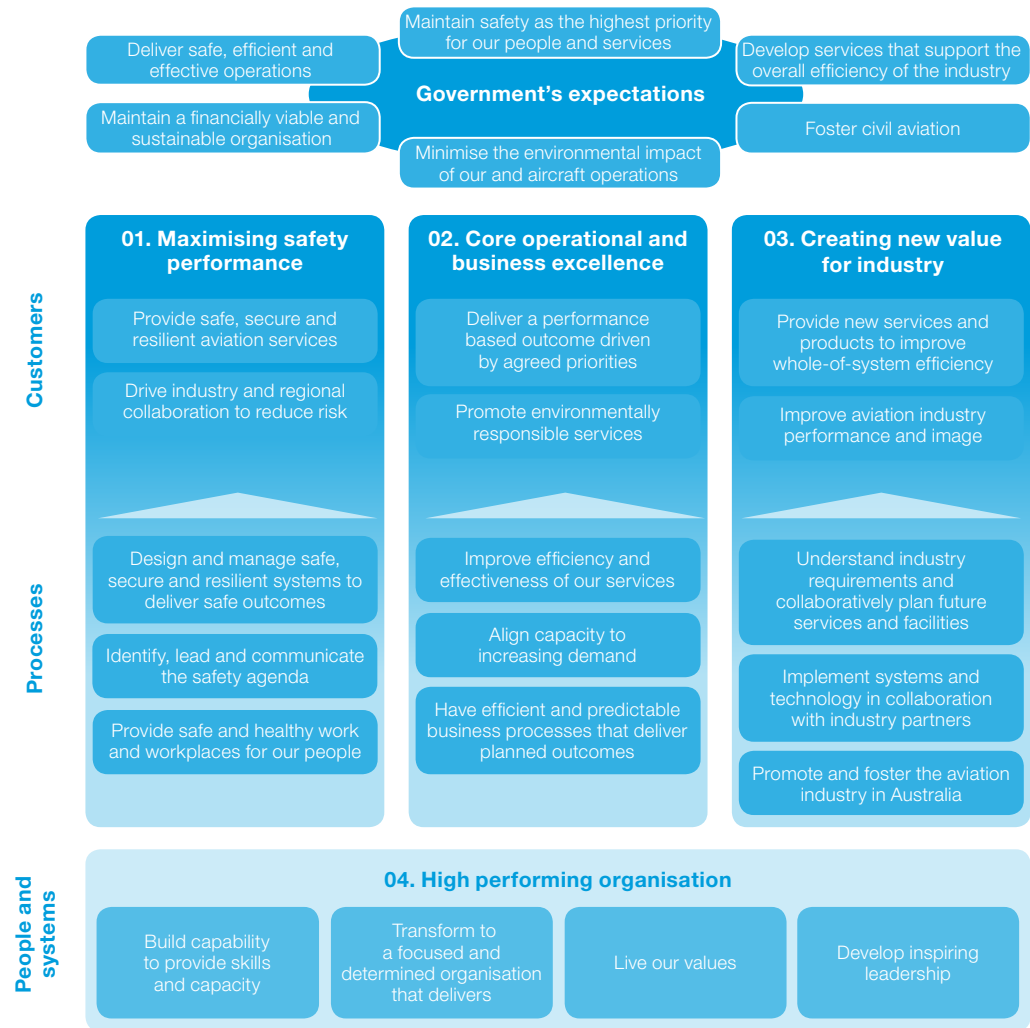 Maintain safety as the highest priority
for our people and services
Deliver safe, efficient and
effective operations
Develop services that support the
overall efficiency of the industry
Government's expectations
Maintain a financially viable and
sustainable organisation
Foster civil aviation
Minimise the environmental impact
of our and aircraft operations
Customers
01. Maximising safety
performance
Provide safe, secure and
resilient aviation services
Drive industry and regional
collaboration to reduce risk
02. Core operational and
business excellence
Deliver a performance
based outcome driven
by agreed priorities
Promote environmentally
responsible services
03. Creating new value
for industry
Provide new services and
products to improve
whole-of-system efficiency
Improve aviation industry
performance and image
Processes
Design and manage safe,
secure and resilient systems to
deliver safe outcomes
Identify, lead and communicate
the safety agenda
Provide safe and healthy work
and workplaces for our people
Improve efficiency and
effectiveness of our services
Align capacity to
increasing demand
Have efficient and predictable
business processes that deliver
planned outcomes
Understand industry
requirements and
collaboratively plan future
services and facilities
Implement systems and
technology in collaboration
with industry partners
Promote and foster the aviation
industry in Australia
People and
systems
04. High performing organisation
Build capability
to provide skills
and capacity
Transform to
a focused and
determined organisation
that delivers
Live our values
Develop inspiring
leadership